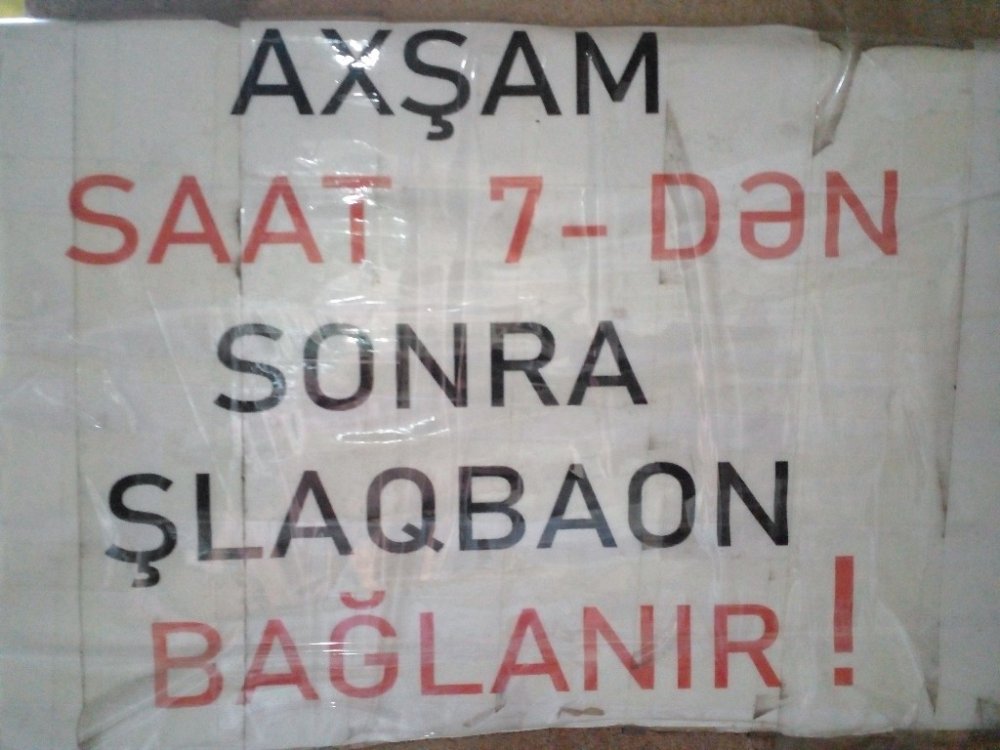 AXŞAM
SAAT 7-DƏN
SONRA
ŞLAQBAON
BAĞLANIR!